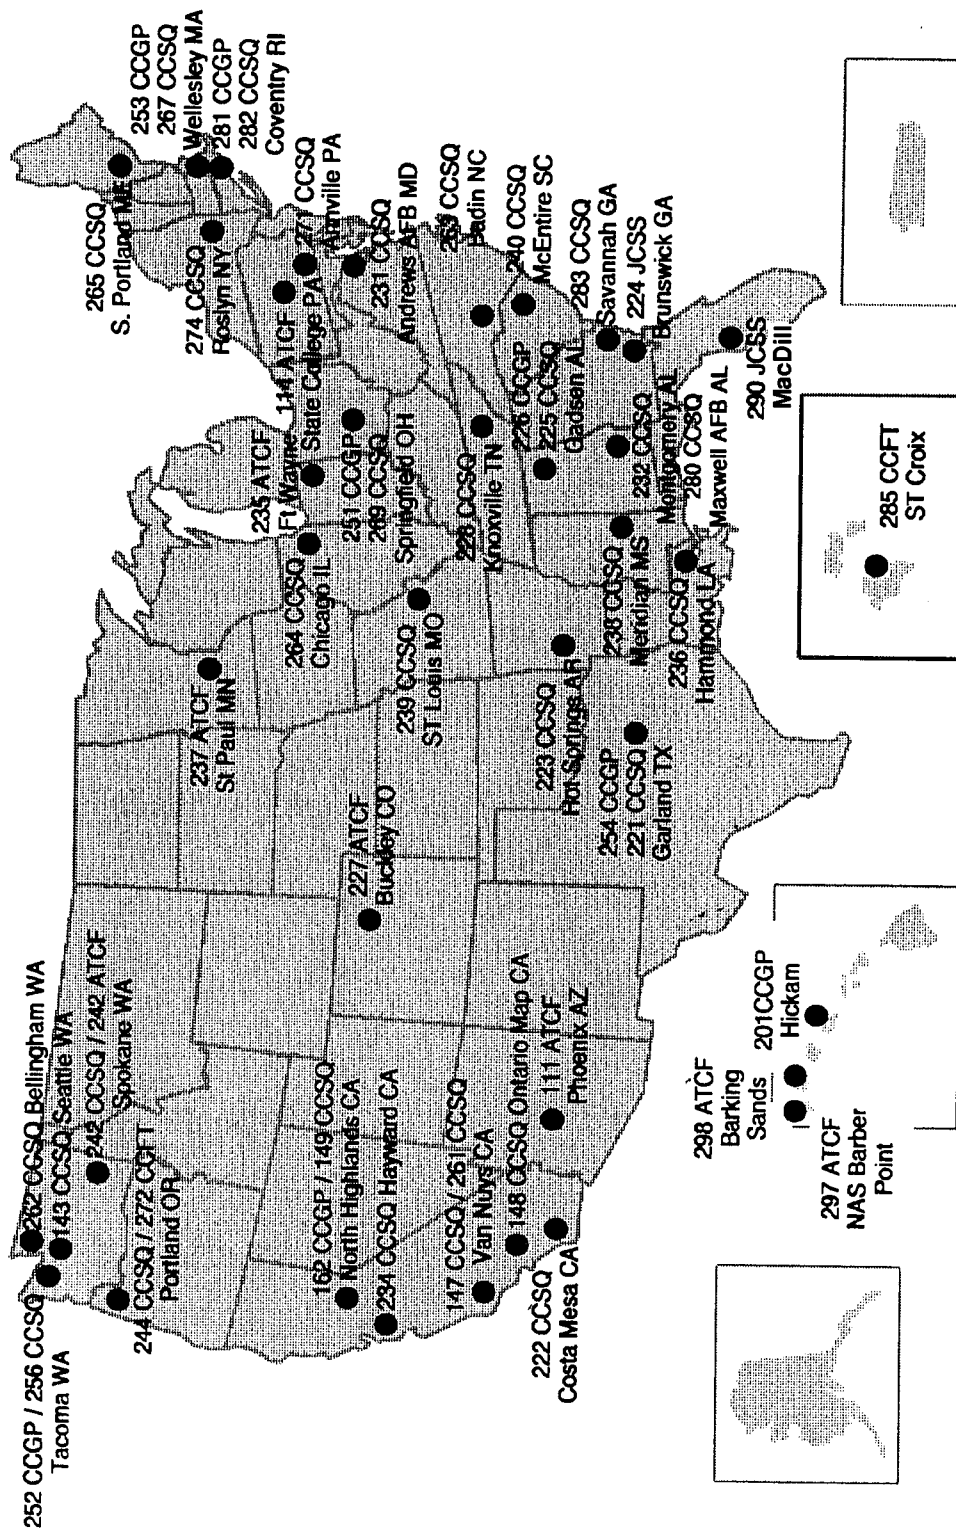 252 CCGP / 256 CCSQ
Tacoma WA
262 CCSQ Bellingham WA
143 CCSQ Seattle WA
242 CCSQ / 242 ATCF
Spokane WA
244 CCSQ / 272 CCFT
Portland OR
162 CCGP / 149 CCSQ
North Highlands CA
234 CCSQ Hayward CA
147 CCSQ / 261 CCSQ
Van Nuys CA
148 CCSQ Ontario Map CA
222 CCSQ
Costa Mesa CA
111 ATCF
Phoenix AZ
227 ATCF
Buckley CO
237 ATCF
St Paul MN
239 CCSQ
ST Louis MO
264 CCSQ
Chicago IL
235 ATCF
Ft Wayne
114 ATCF
State College PA
251 CCGP
269 CCSQ
Springfied OH
228 CCSQ
Knoxville TN
223 CCSQ
Hot Springs AR
254 CCGP
221 CCSQ
Garland TX
238 CCSQ
Meridian MS
236 CCSQ
Hammond LA
226 CCGP
225 CCSQ
Gadsen AL
232 CCSQ
Montgomery AL
280 CCSQ
Maxwell AFB AL
265 CCSQ
S. Portland ME
274 CCSQ
Roslyn NY
253 CCGP
267 CCSQ
Wellesley MA
281 CCGP
282 CCSQ
Coventry RI
271 CCSQ
Annville PA
231 CCSQ
Andrews AFB MD
263 CCSQ
Badin NC
240 CCSQ
McEntire SC
283 CCSQ
Savannah GA
224 JCSS
Brunswick GA
290 JCSS
MacDill
285 CCFT
ST Croix
298 ATCF
Barking
Sands
201CCGP
Hickam
297 ATCF
NAS Barber
Point